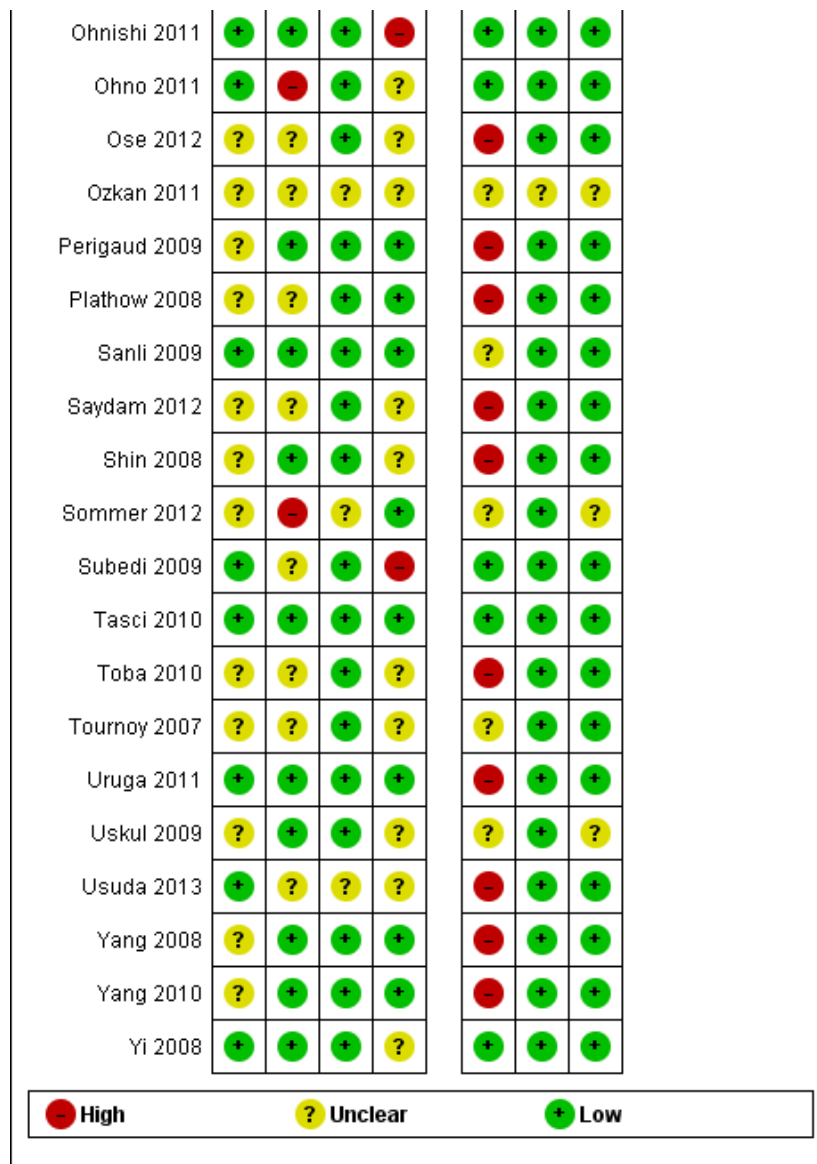 Ohnishi 2011 + + + - + + +
Ohno 2011 + - + ? + + +
Ose 2012 ? ? + ? - + +
Ozkan 2011 ? ? ? ? ? ? ?
Perigaud 2009 ? + + + - + +
Plathow 2008 ? ? + + - + +
Sanli 2009 + + + + ? + +
Saydam 2012 ? ? + ? - + +
Shin 2008 ? + + ? - + +
Sommer 2012 ? - ? + ? + ?
Subedi 2009 + ? + - + + +
Tasci 2010 + + + + + + +
Toba 2010 ? ? + ? - + +
Tournoy 2007 ? ? + ? ? + +
Uruga 2011 + + + + - + +
Uskul 2009 ? + + ? ? + ?
Usuda 2013 + ? ? ? - + +
Yang 2008 ? + + + - + +
Yang 2010 ? + + + - + +
Yi 2008 + + + ? + + +
- High ? Unclear + Low